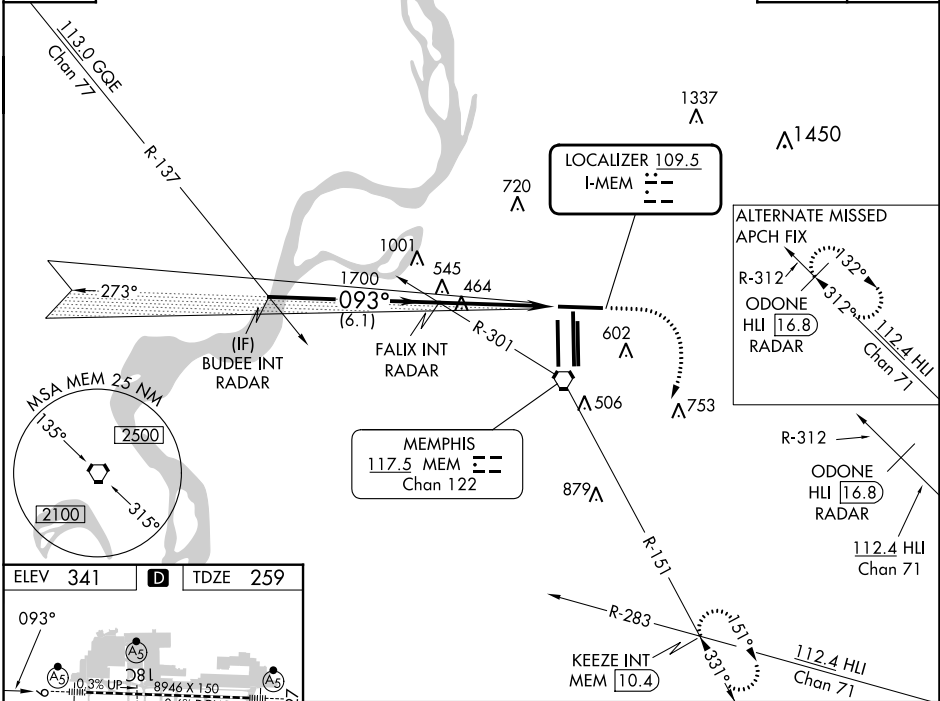 113.0 GQE
Chan 77
R-137
1337
1450
LOCALIZER 109.5
I-MEM
720
ALTERNATE MISSED
APCH FIX
R-312
132°
312°
ODONE
HLI 16.8
RADAR
112.4 HLI
Chan 71
1001
545
464
1700
273°
093°
(6.1)
R-301
602
(IF)
BUDEE INT
RADAR
FALIX INT
RADAR
506
753
MSA MEM 25 NM
135°
2500
2100
315°
MEMPHIS
117.5 MEM
Chan 122
R-312
ODONE
HLI 16.8
RADAR
112.4 HLI
Chan 71
879
R-151
R-283
KEEZE INT
MEM 10.4
151°
331°
112.4 HLI
Chan 71
ELEV 341
D
TDZE 259
093°
A5
A5
A5
18C
9
0.3% UP
8946 X 150